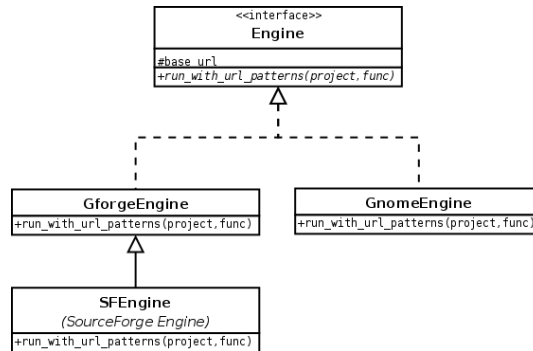 <<interface>>
Engine
#base_url
+run_with_url_patterns(project,func)
GforgeEngine
+run_with_url_patterns(project,func)
GnomeEngine
+run_with_url_patterns(project,func)
SFEngine
(SourceForge Engine)
+run_with_url_patterns(project,func)